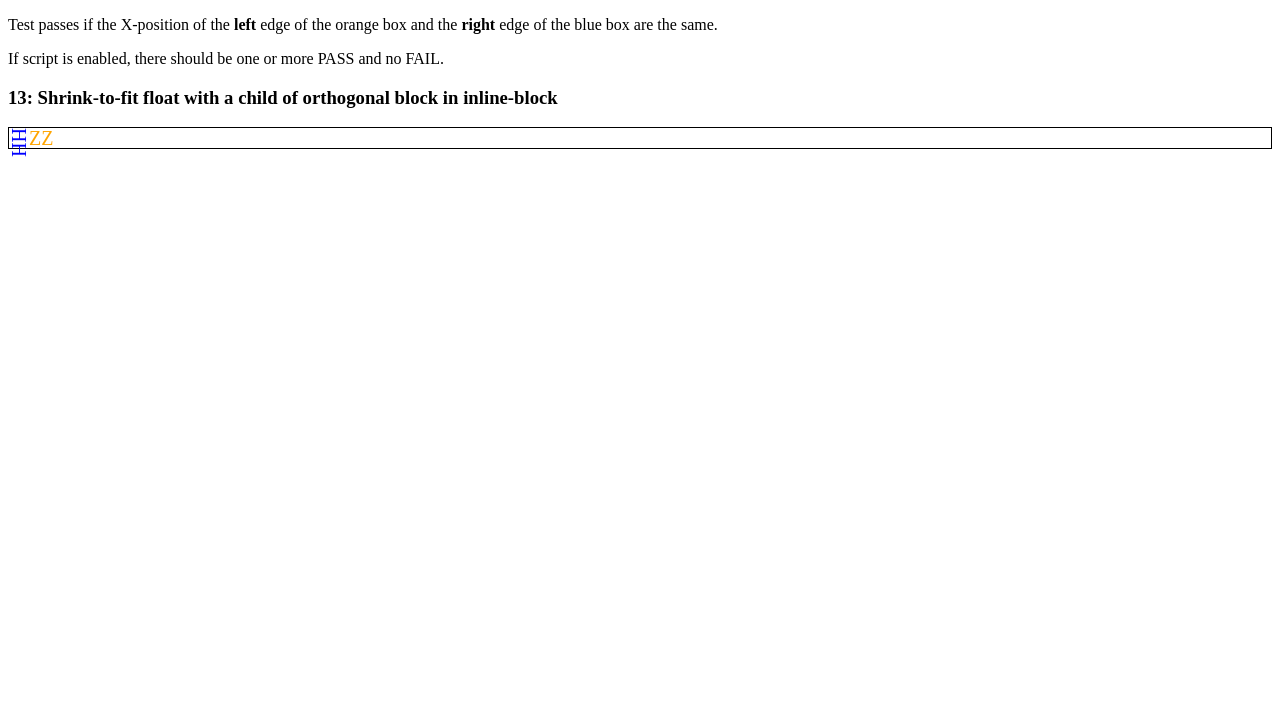 Test passes if the X-position of the left edge of the orange box and the right edge of the blue box are the same.
If script is enabled, there should be one or more PASS and no FAIL.
13: Shrink-to-fit float with a child of orthogonal block in inline-block
HH ZZ